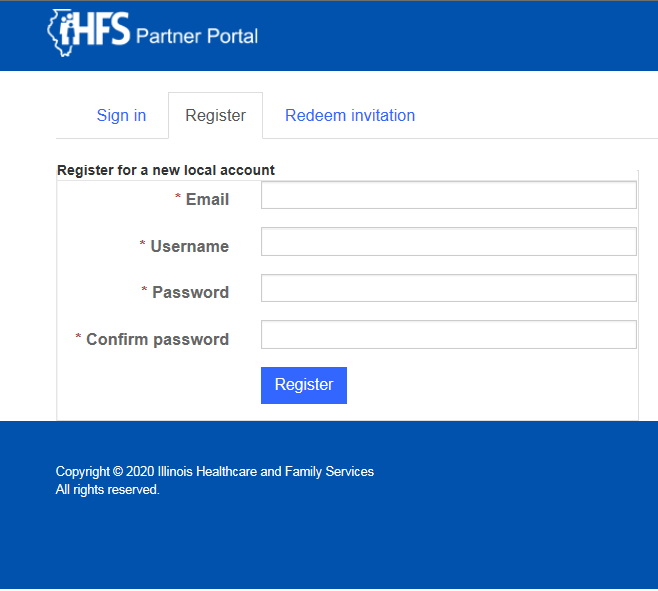 iHFS Partner Portal
Sign in Register Redeem invitation
Register for a new local account
* Email
* Username
* Password
* Confirm password
Register
Copyright © 2020 Illinois Healthcare and Family Services
All rights reserved.